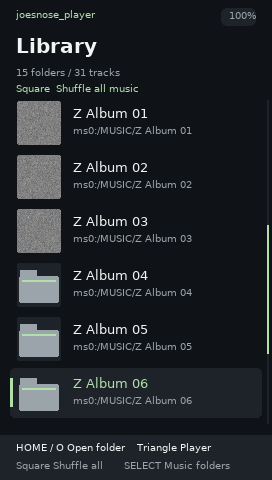 joesnose_player 100%
Library
15 folders / 31 tracks
Square Shuffle all music
Z Album 01
ms0:/MUSIC/Z Album 01
Z Album 02
ms0:/MUSIC/Z Album 02
Z Album 03
ms0:/MUSIC/Z Album 03
Z Album 04
ms0:/MUSIC/Z Album 04
Z Album 05
ms0:/MUSIC/Z Album 05
Z Album 06
ms0:/MUSIC/Z Album 06
HOME / O Open folder Triangle Player
Square Shuffle all SELECT Music folders